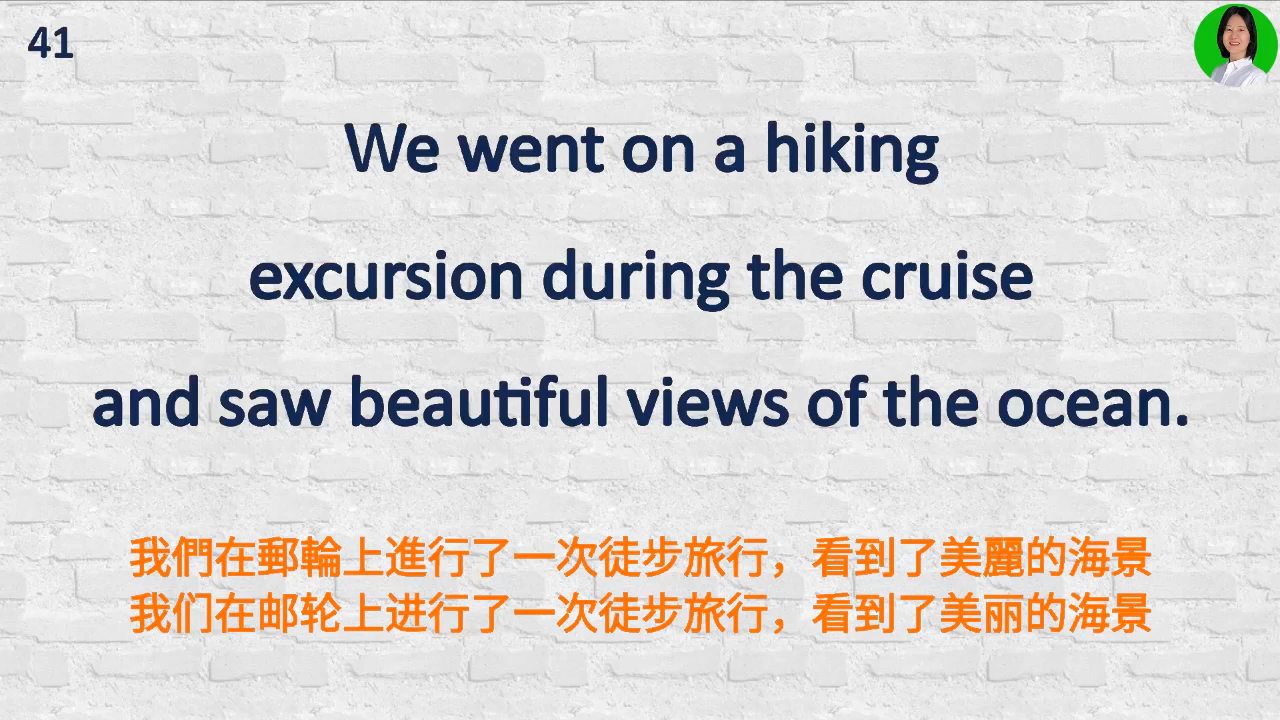 41
We went on a hiking
excursion during the cruise
and saw beautiful views of the ocean.
我們在郵輪上進行了一次徒步旅行，看到了美麗的海景
我们在邮轮上进行了一次徒步旅行，看到了美丽的海景